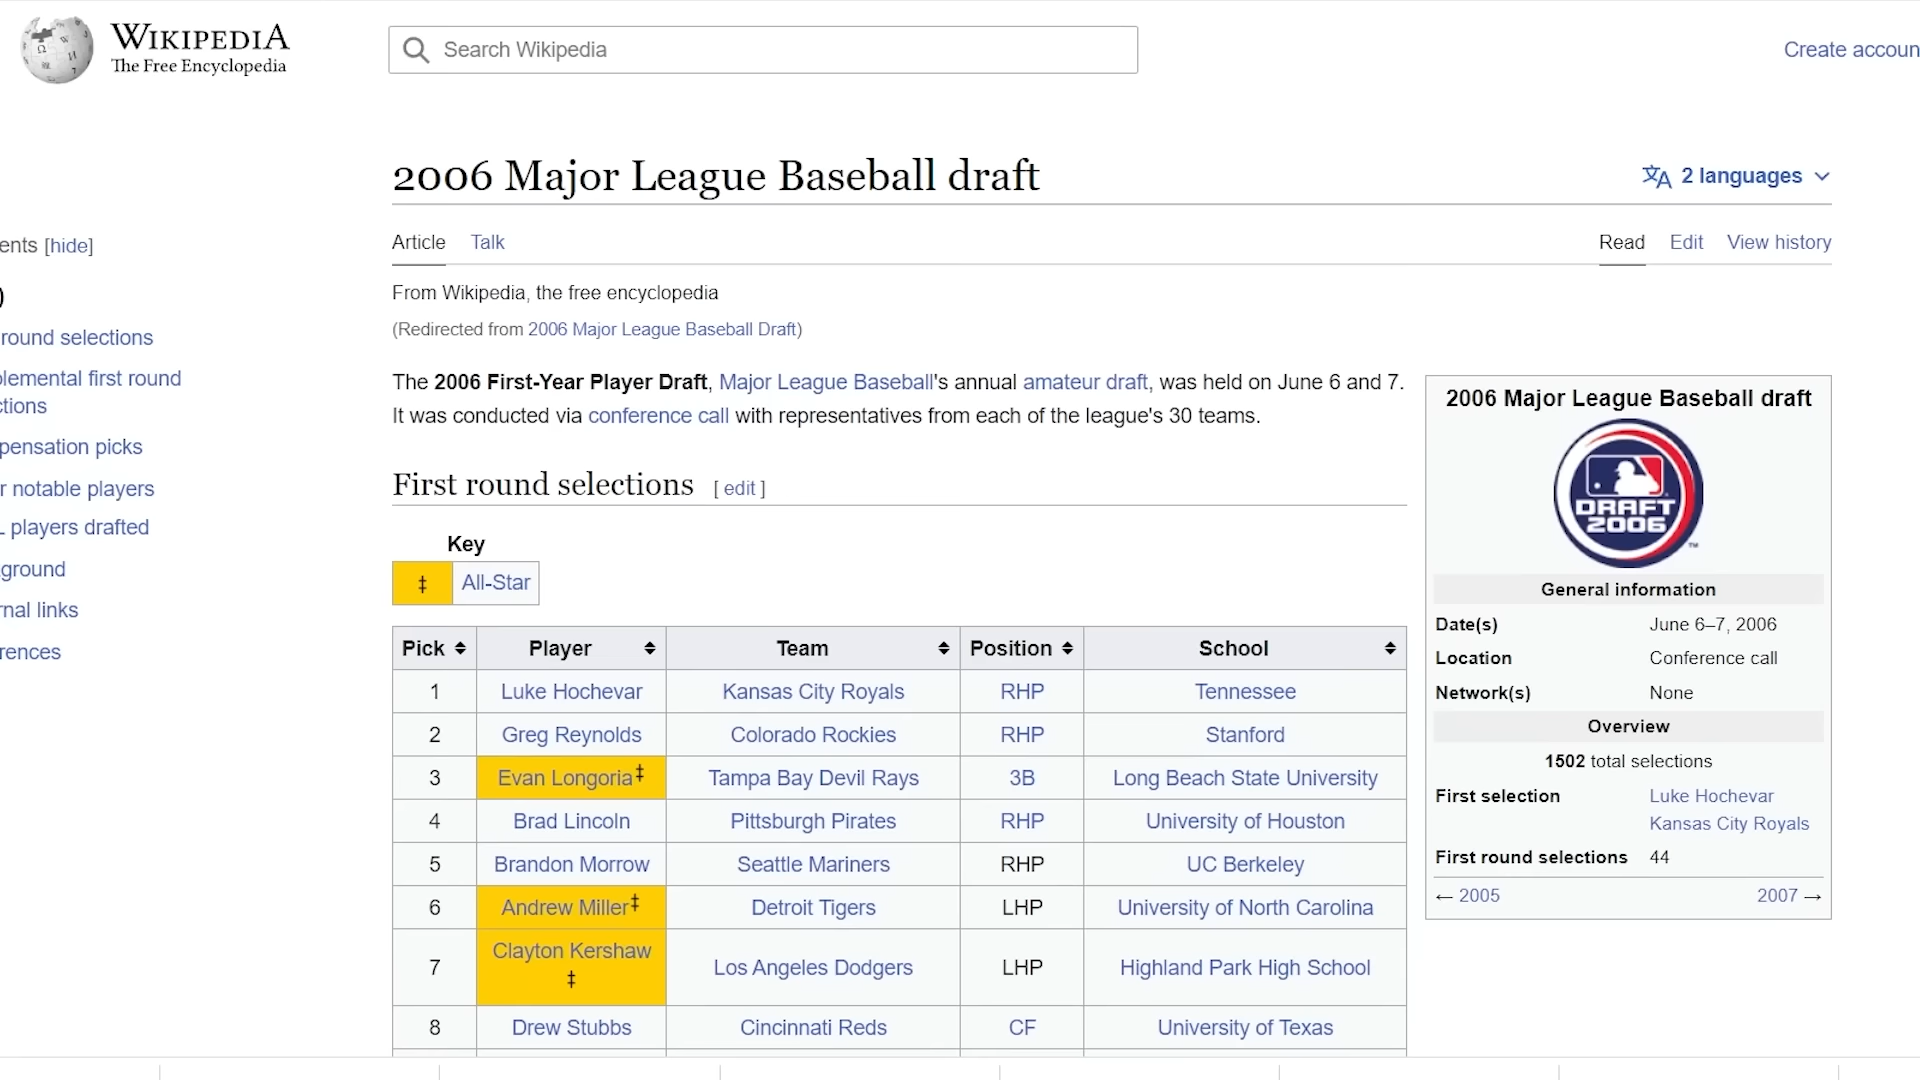 WIKIPEDIA
The Free Encyclopedia
Search Wikipedia
Create accoun
2006 Major League Baseball draft
2 languages
Article Talk
Read Edit View history
ents [hide]
)
round selections
lemental first round
ctions
pensation picks
r notable players
L players drafted
ground
rnal links
rences
From Wikipedia, the free encyclopedia
(Redirected from 2006 Major League Baseball Draft)
The 2006 First-Year Player Draft, Major League Baseball's annual amateur draft, was held on June 6 and 7.
It was conducted via conference call with representatives from each of the league's 30 teams.
First round selections [ edit ]
Key
‡ All-Star
Pick Player Team Position School
1 Luke Hochevar Kansas City Royals RHP Tennessee
2 Greg Reynolds Colorado Rockies RHP Stanford
3 Evan Longoria‡ Tampa Bay Devil Rays 3B Long Beach State University
4 Brad Lincoln Pittsburgh Pirates RHP University of Houston
5 Brandon Morrow Seattle Mariners RHP UC Berkeley
6 Andrew Miller‡ Detroit Tigers LHP University of North Carolina
7 Clayton Kershaw ‡ Los Angeles Dodgers LHP Highland Park High School
8 Drew Stubbs Cincinnati Reds CF University of Texas
2006 Major League Baseball draft
DRAFT
2006
™
General information
Date(s) June 6–7, 2006
Location Conference call
Network(s) None
Overview
1502 total selections
First selection Luke Hochevar
Kansas City Royals
First round selections 44
← 2005 2007 →